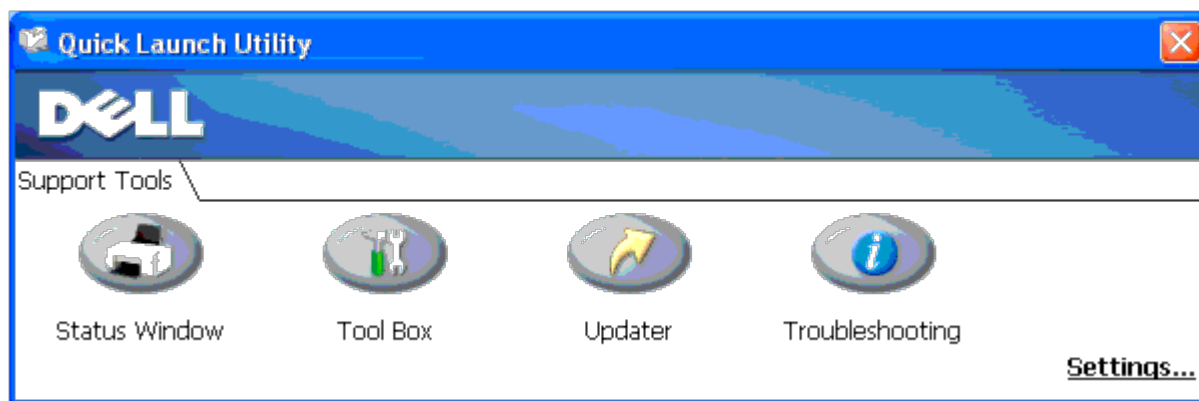 Quick Launch Utility
DELL
Support Tools
Status Window
Tool Box
Updater
Troubleshooting
Settings...